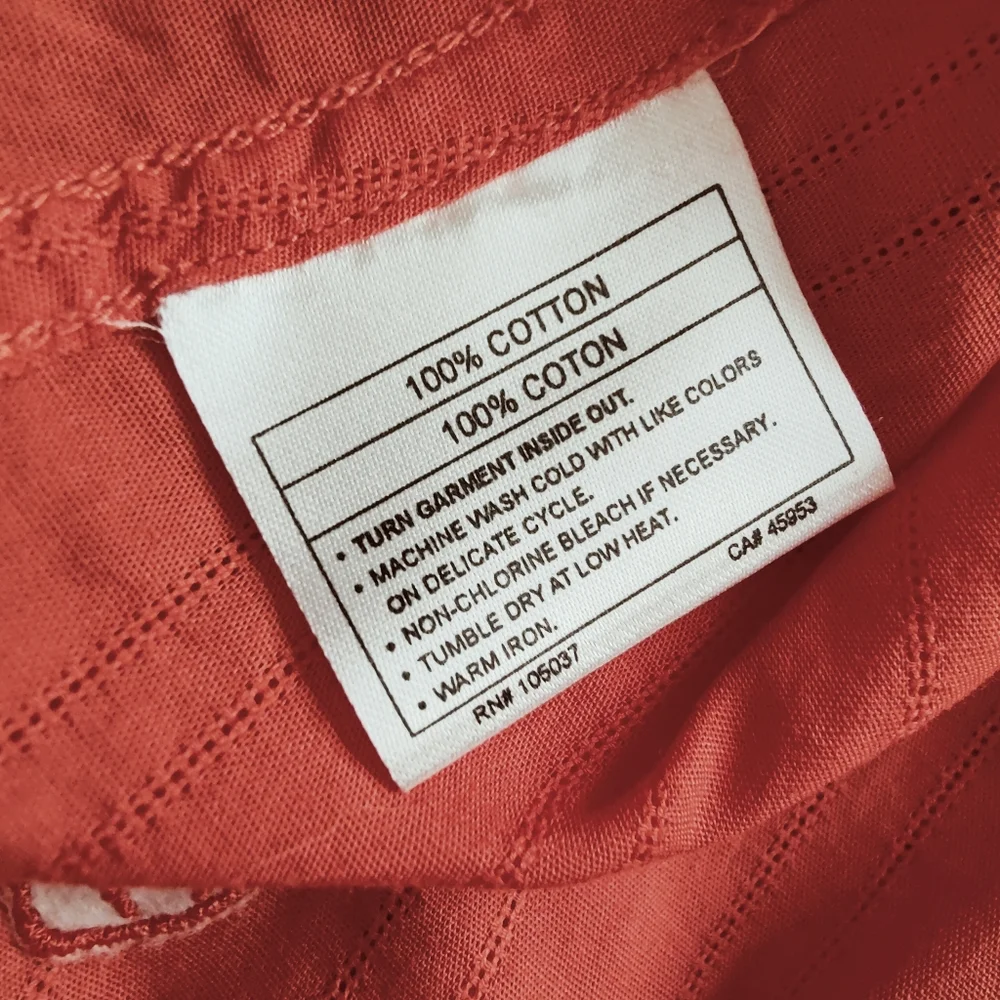 100% COTTON
100% COTON
• TURN GARMENT INSIDE OUT.
• MACHINE WASH COLD WITH LIKE COLORS
ON DELICATE CYCLE.
• NON-CHLORINE BLEACH IF NECESSARY.
• TUMBLE DRY AT LOW HEAT.
• WARM IRON.
RN# 105037 CA# 45953